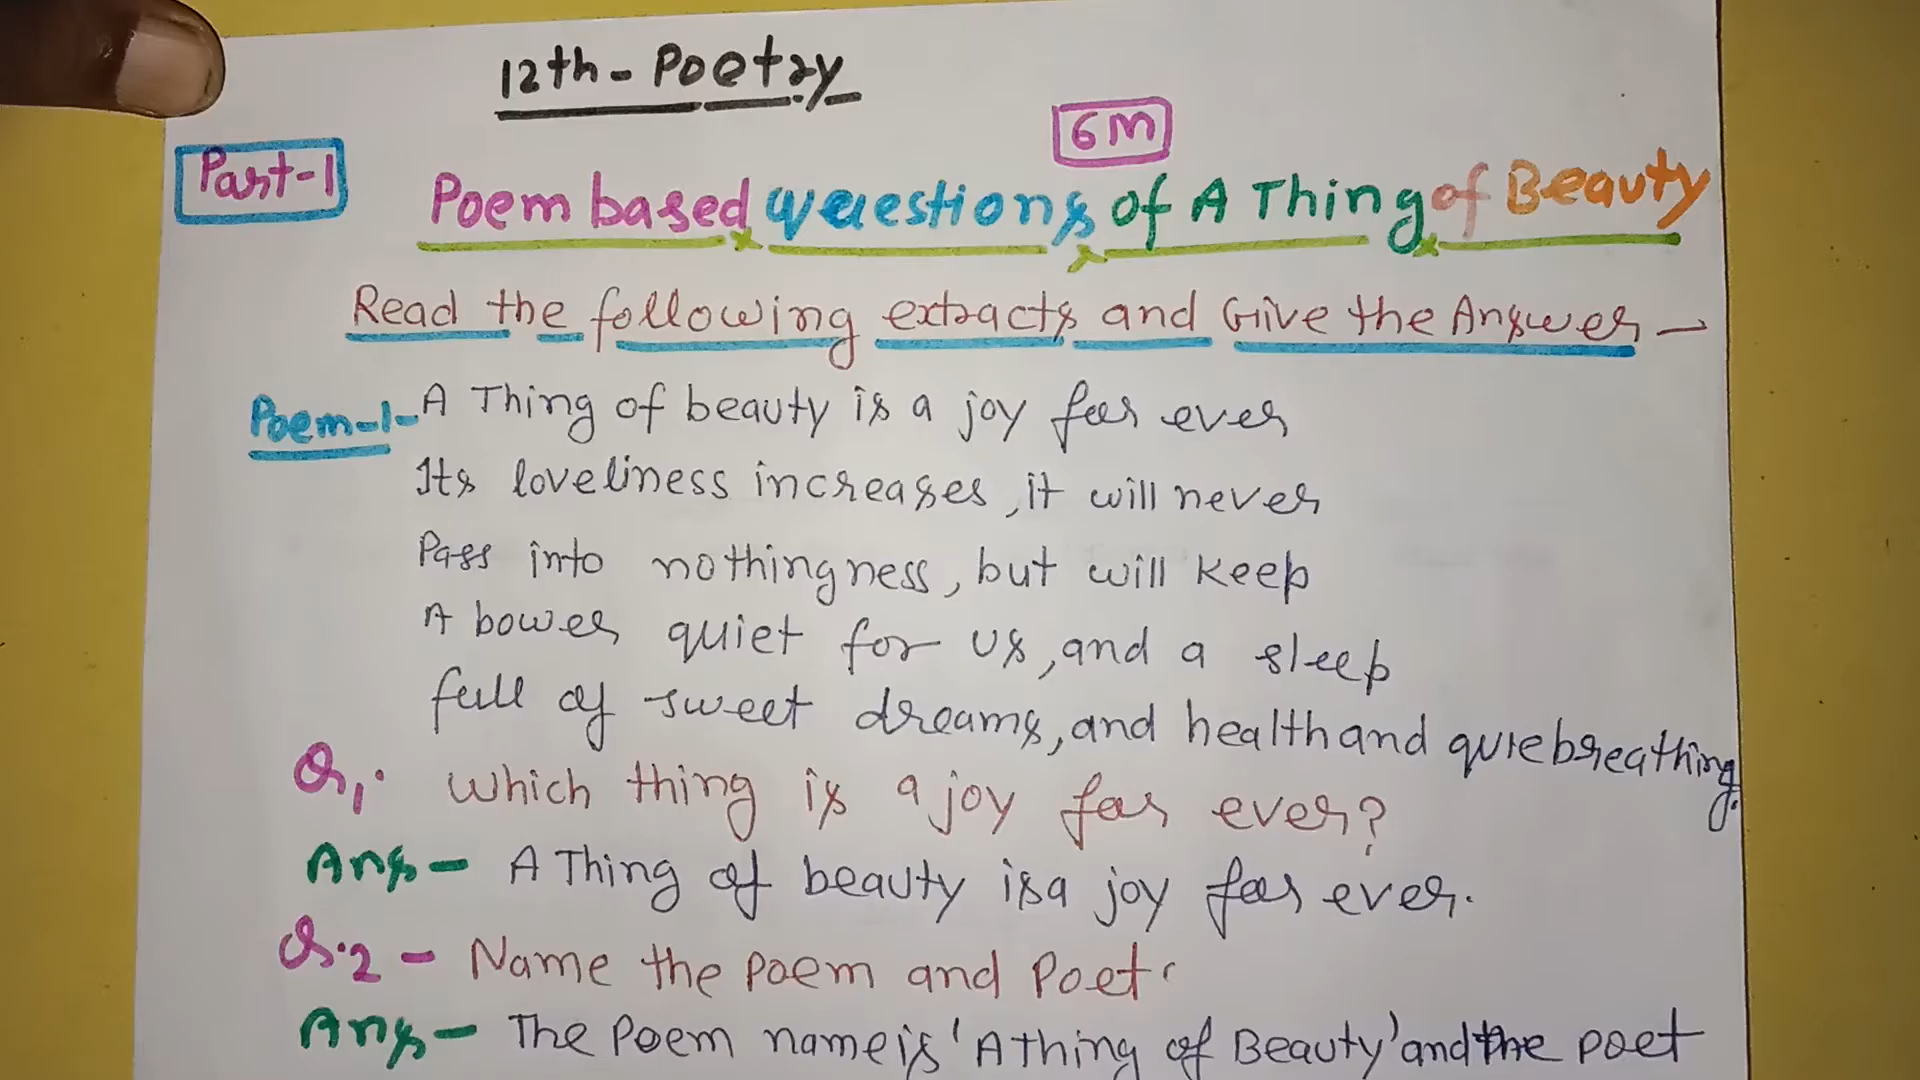 12th - Poetry
6m
Part-1
Poem based questions of A Thing of Beauty
Read the following extracts and Give the Answer -
Poem-1- A Thing of beauty is a joy for ever
Its loveliness increases, it will never
Pass into nothingness, but will keep
A bower quiet for us, and a sleep
full of sweet dreams, and health and quiebreathing.
Q1. Which thing is a joy for ever?
Ans - A Thing of beauty is a joy for ever.
Q.2 - Name the poem and Poet.
Ans - The Poem name is 'A thing of Beauty' and the poet